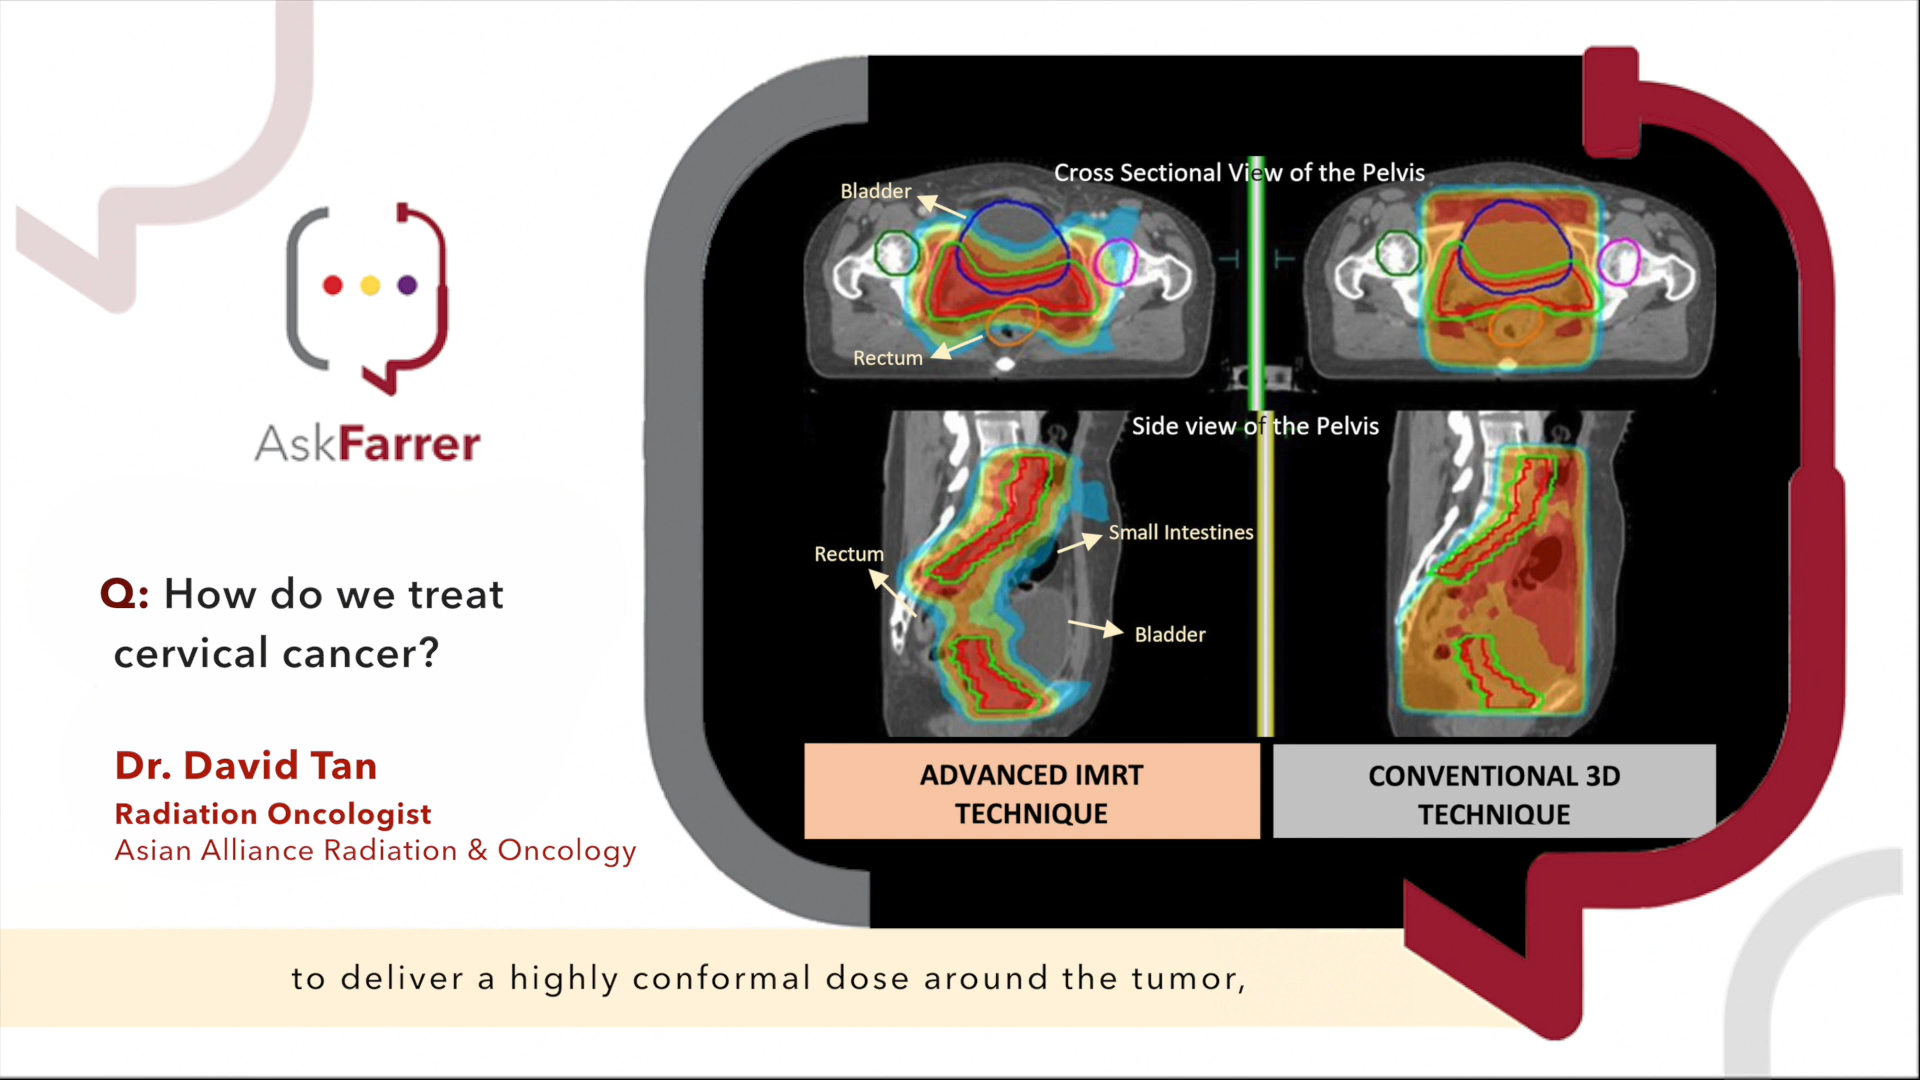 AskFarrer
Q: How do we treat
cervical cancer?
Dr. David Tan
Radiation Oncologist
Asian Alliance Radiation & Oncology
Cross Sectional View of the Pelvis
Bladder
Rectum
Side view of the Pelvis
Small Intestines
Rectum
Bladder
ADVANCED IMRT
TECHNIQUE
CONVENTIONAL 3D
TECHNIQUE
to deliver a highly conformal dose around the tumor,